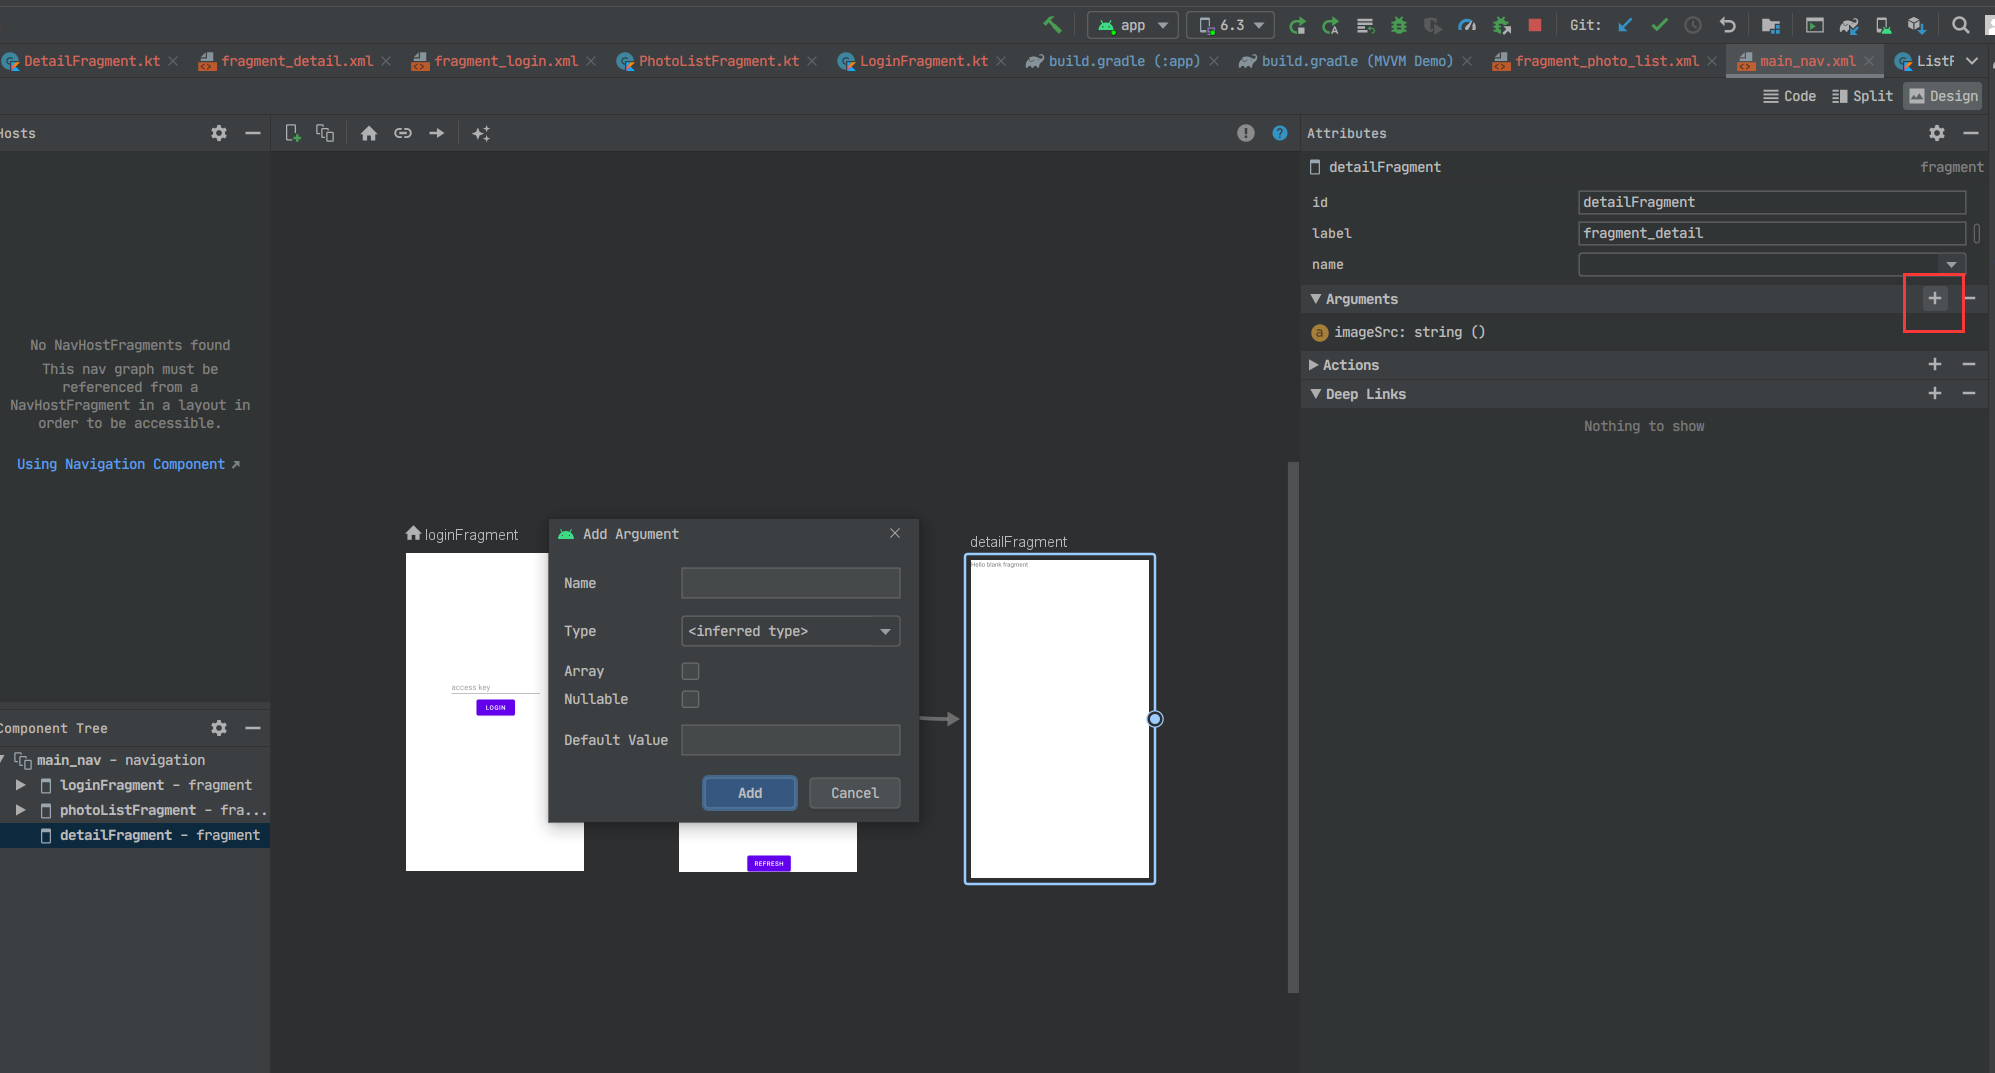 app
6.3
Git:
DetailFragment.kt
fragment_detail.xml
fragment_login.xml
PhotoListFragment.kt
LoginFragment.kt
build.gradle (:app)
build.gradle (MVVM Demo)
fragment_photo_list.xml
main_nav.xml
ListF
Code
Split
Design
Hosts
Attributes
detailFragment
fragment
id
detailFragment
label
fragment_detail
name
Arguments
a imageSrc: string ()
Actions
Deep Links
Nothing to show
No NavHostFragments found
This nav graph must be
referenced from a
NavHostFragment in a layout in
order to be accessible.
Using Navigation Component
loginFragment
access key
LOGIN
Add Argument
Name
Type
<inferred type>
Array
Nullable
Default Value
Add
Cancel
REFRESH
detailFragment
Hello blank fragment
Component Tree
main_nav - navigation
loginFragment - fragment
photoListFragment - fra...
detailFragment - fragment